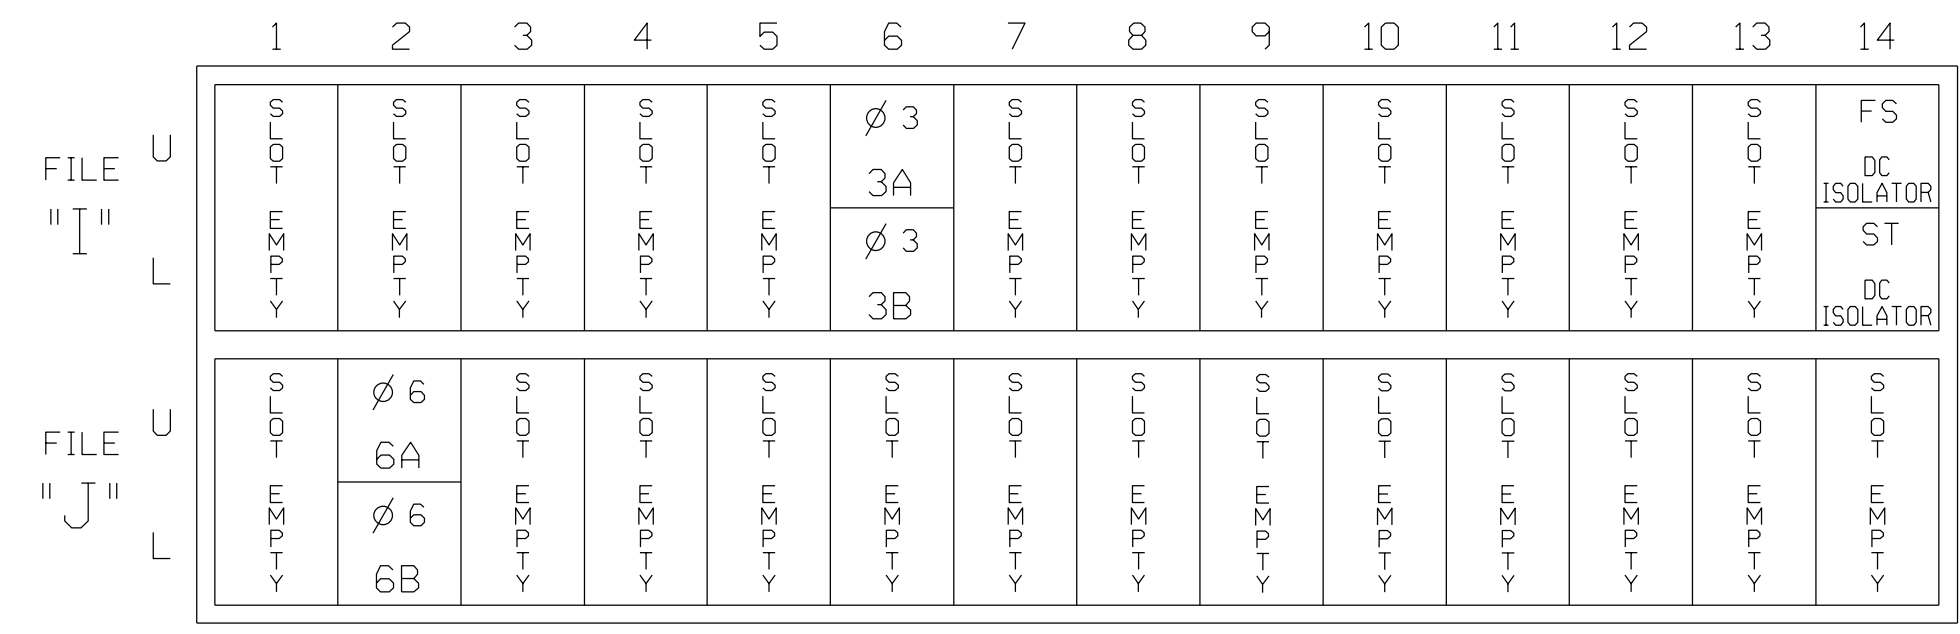 1 2 3 4 5 6 7 8 9 10 11 12 13 14
FILE
"I"
U
L
SLOT EMPTY
SLOT EMPTY
SLOT EMPTY
SLOT EMPTY
SLOT EMPTY
Ø 3
3A
Ø 3
3B
SLOT EMPTY
SLOT EMPTY
SLOT EMPTY
SLOT EMPTY
SLOT EMPTY
SLOT EMPTY
SLOT EMPTY
FS
DC
ISOLATOR
ST
DC
ISOLATOR
FILE
"J"
U
L
SLOT EMPTY
Ø 6
6A
Ø 6
6B
SLOT EMPTY
SLOT EMPTY
SLOT EMPTY
SLOT EMPTY
SLOT EMPTY
SLOT EMPTY
SLOT EMPTY
SLOT EMPTY
SLOT EMPTY
SLOT EMPTY
SLOT EMPTY
SLOT EMPTY